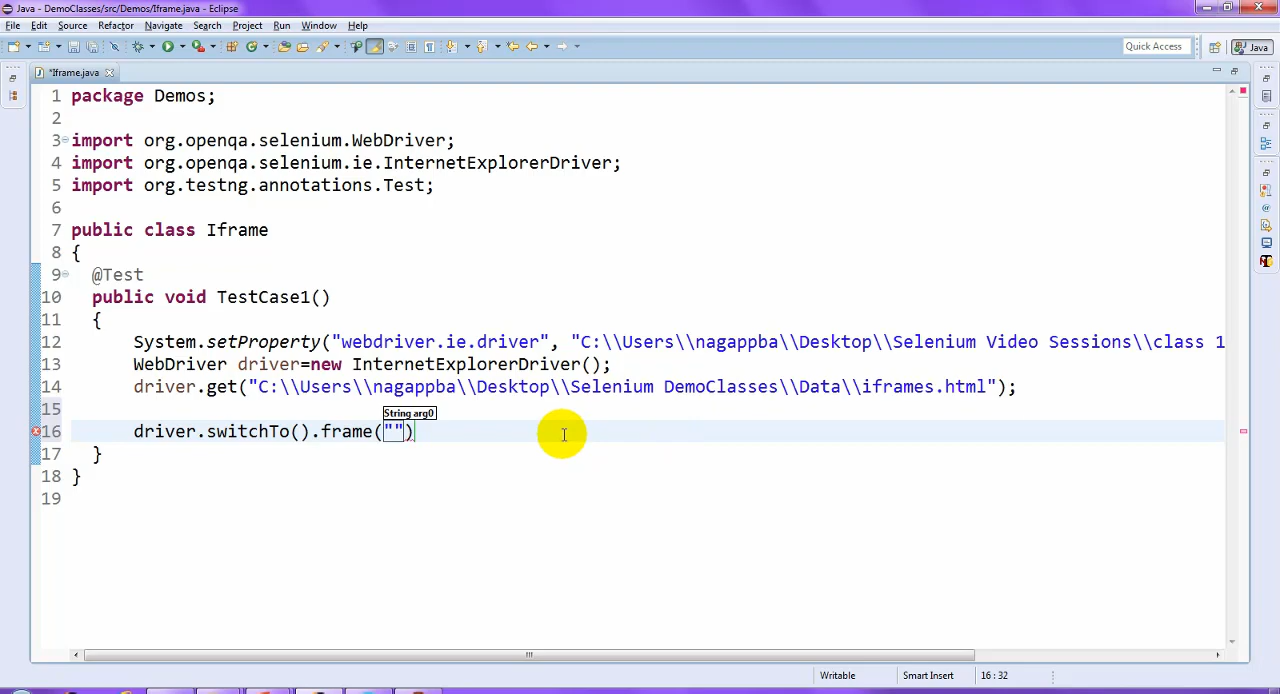 Java - DemoClasses/src/Demos/Iframe.java - Eclipse
File Edit Source Refactor Navigate Search Project Run Window Help
Quick Access Java
*Iframe.java
1 package Demos;
2
3 import org.openqa.selenium.WebDriver;
4 import org.openqa.selenium.ie.InternetExplorerDriver;
5 import org.testng.annotations.Test;
6
7 public class Iframe
8 {
9 @Test
10 public void TestCase1()
11 {
12 System.setProperty("webdriver.ie.driver", "C:\\Users\\nagappba\\Desktop\\Selenium Video Sessions\\class 1
13 WebDriver driver=new InternetExplorerDriver();
14 driver.get("C:\\Users\\nagappba\\Desktop\\Selenium DemoClasses\\Data\\iframes.html");
15
String arg0
16 driver.switchTo().frame("")
17 }
18 }
19
Writable Smart Insert 16 : 32